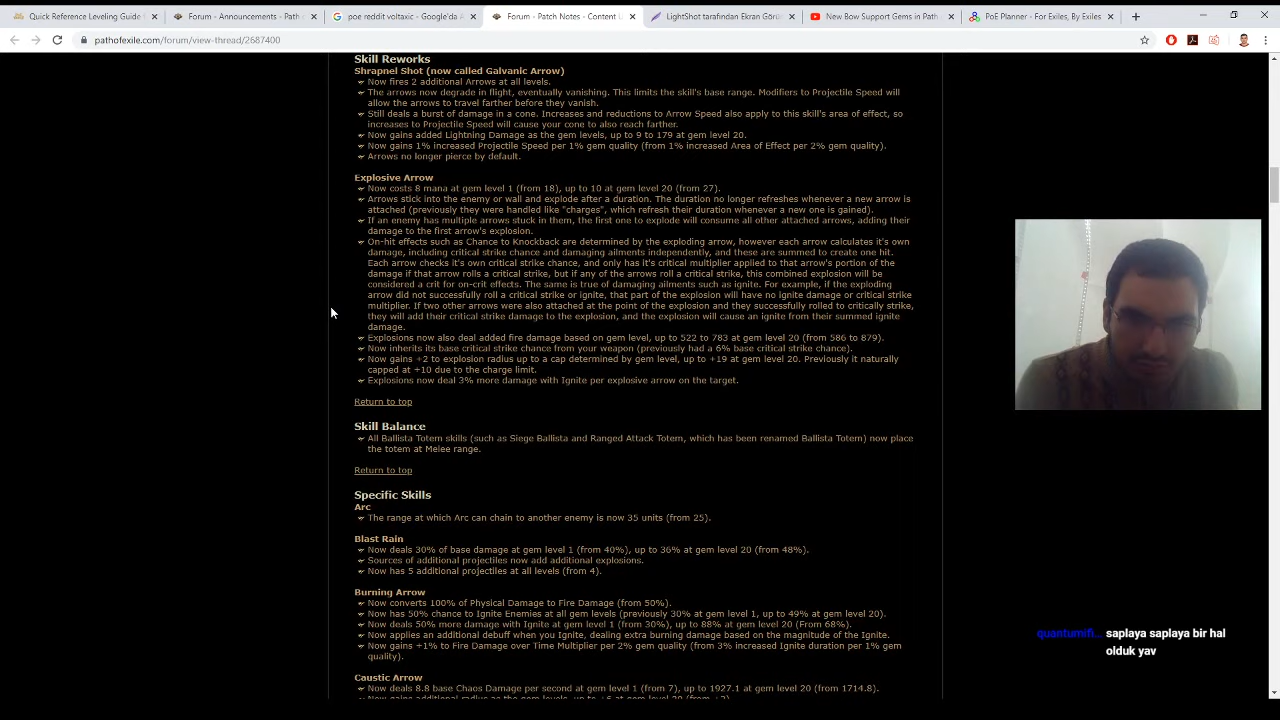 Quick Reference Leveling Guide
Forum - Announcements - Path
poe reddit voltaxic - Google'da A
Forum - Patch Notes - Content U
LightShot tarafından Ekran Görü
New Bow Support Gems in Path
PoE Planner - For Exiles, By Exiles
pathofexile.com/forum/view-thread/2687400
Skill Reworks
Shrapnel Shot (now called Galvanic Arrow)
Now fires 2 additional Arrows at all levels.
The arrows now degrade in flight, eventually vanishing. This limits the skill's base range. Modifiers to Projectile Speed will
allow the arrows to travel farther before they vanish.
Still deals a burst of damage in a cone. Increases and reductions to Arrow Speed also apply to this skill's area of effect, so
increases to Projectile Speed will cause your cone to also reach farther.
Now gains added Lightning Damage as the gem levels, up to 9 to 179 at gem level 20.
Now gains 1% increased Projectile Speed per 1% gem quality (from 1% increased Area of Effect per 2% gem quality).
Arrows no longer pierce by default.
Explosive Arrow
Now costs 8 mana at gem level 1 (from 18), up to 10 at gem level 20 (from 27).
Arrows stick into the enemy or wall and explode after a duration. The duration no longer refreshes whenever a new arrow is
attached (previously they were handled like "charges", which refresh their duration whenever a new one is gained).
If an enemy has multiple arrows stuck in them, the first one to explode will consume all other attached arrows, adding their
damage to the first arrow's explosion.
On-hit effects such as Chance to Knockback are determined by the exploding arrow, however each arrow calculates it's own
damage, including critical strike chance and damaging ailments independently, and these are summed to create one hit.
Each arrow checks it's own critical strike chance, and only has it's critical multiplier applied to that arrow's portion of the
damage if that arrow rolls a critical strike, but if any of the arrows roll a critical strike, this combined explosion will be
considered a crit for on-crit effects. The same is true of damaging ailments such as ignite. For example, if the exploding
arrow did not successfully roll a critical strike or ignite, that part of the explosion will have no ignite damage or critical strike
multiplier. If two other arrows were also attached at the point of the explosion and they successfully rolled to critically strike,
they will add their critical strike damage to the explosion, and the explosion will cause an ignite from their summed ignite
damage.
Explosions now also deal added fire damage based on gem level, up to 522 to 783 at gem level 20 (from 586 to 879).
Now inherits its base critical strike chance from your weapon (previously had a 6% base critical strike chance).
Now gains +2 to explosion radius up to a cap determined by gem level, up to +19 at gem level 20. Previously it naturally
capped at +10 due to the charge limit.
Explosions now deal 3% more damage with Ignite per explosive arrow on the target.
Return to top
Skill Balance
All Ballista Totem skills (such as Siege Ballista and Ranged Attack Totem, which has been renamed Ballista Totem) now place
the totem at Melee range.
Return to top
Specific Skills
Arc
The range at which Arc can chain to another enemy is now 35 units (from 25).
Blast Rain
Now deals 30% of base damage at gem level 1 (from 40%), up to 36% at gem level 20 (from 48%).
Sources of additional projectiles now add additional explosions.
Now has 5 additional projectiles at all levels (from 4).
Burning Arrow
Now converts 100% of Physical Damage to Fire Damage (from 50%).
Now has 50% chance to Ignite Enemies at all gem levels (previously 30% at gem level 1, up to 49% at gem level 20).
Now deals 50% more damage with Ignite at gem level 1 (from 30%), up to 88% at gem level 20 (From 68%).
Now applies an additional debuff when you Ignite, dealing extra burning damage based on the magnitude of the Ignite.
Now gains +1% to Fire Damage over Time Multiplier per 2% gem quality (from 3% increased Ignite duration per 1% gem
quality).
Caustic Arrow
Now deals 8.8 base Chaos Damage per second at gem level 1 (from 7), up to 1927.1 at gem level 20 (from 1714.8).
quantumifi... saplaya saplaya bir hal
olduk yav